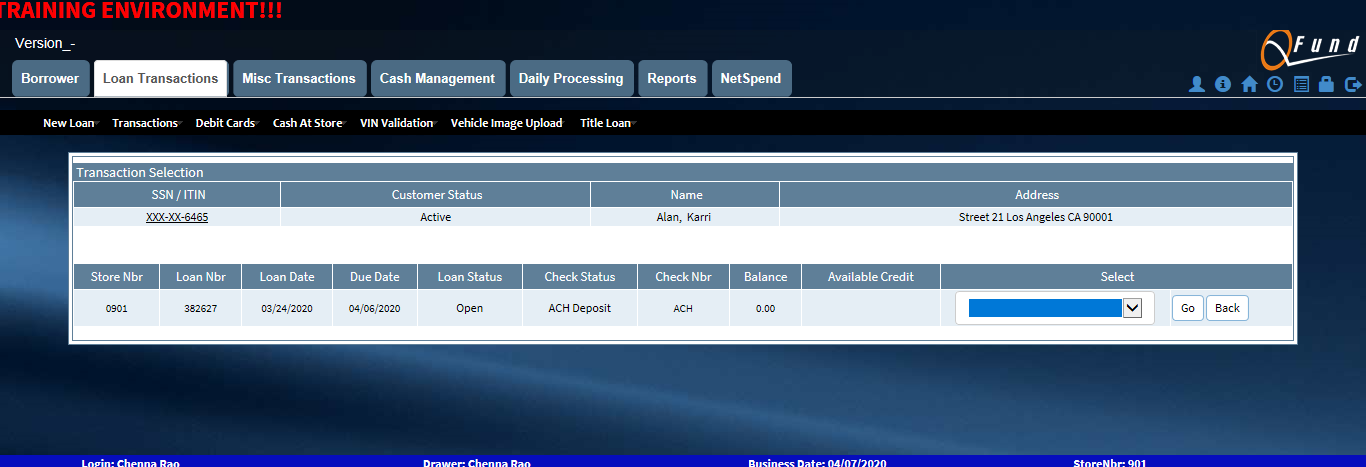 TRAINING ENVIRONMENT!!!
Version_-
QFund
Borrower Loan Transactions Misc Transactions Cash Management Daily Processing Reports NetSpend
New Loan Transactions Debit Cards Cash At Store VIN Validation Vehicle Image Upload Title Loan
Transaction Selection
SSN / ITIN Customer Status Name Address
XXX-XX-6465 Active Alan, Karri Street 21 Los Angeles CA 90001
Store Nbr Loan Nbr Loan Date Due Date Loan Status Check Status Check Nbr Balance Available Credit Select
0901 382627 03/24/2020 04/06/2020 Open ACH Deposit ACH 0.00 Go Back
Login: Chenna Rao Drawer: Chenna Rao Business Date: 04/07/2020 StoreNbr: 901